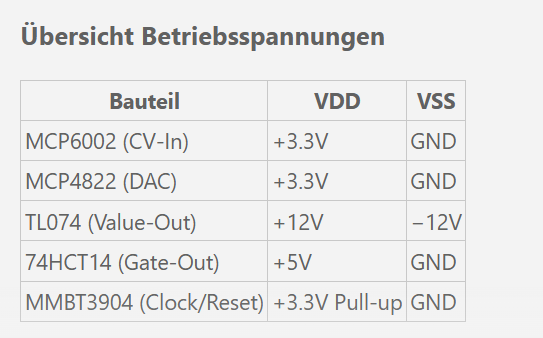 Übersicht Betriebsspannungen
Bauteil VDD VSS
MCP6002 (CV-In) +3.3V GND
MCP4822 (DAC) +3.3V GND
TL074 (Value-Out) +12V −12V
74HCT14 (Gate-Out) +5V GND
MMBT3904 (Clock/Reset) +3.3V Pull-up GND